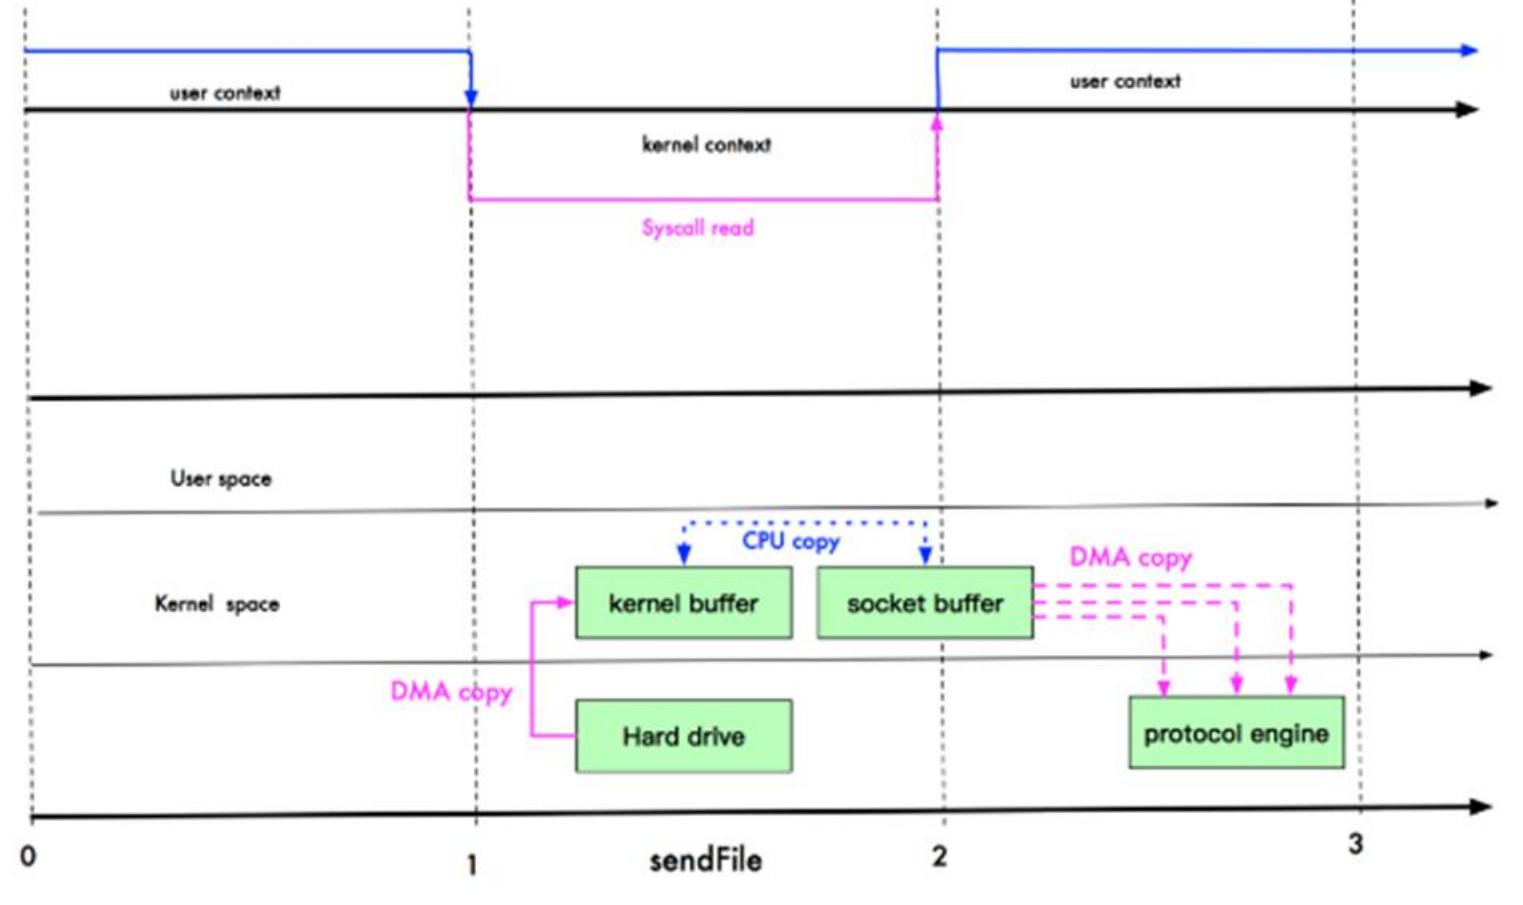 user context
user context
kernel context
Syscall read
User space
CPU copy
DMA copy
Kernel space
kernel buffer
socket buffer
DMA copy
Hard drive
protocol engine
0
1
sendFile
2
3